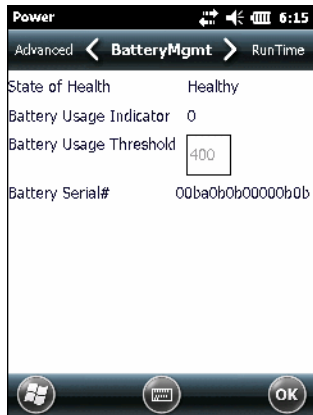 Power 6:15
Advanced BatteryMgmt RunTime
State of Health Healthy
Battery Usage Indicator 0
Battery Usage Threshold 400
Battery Serial# 00ba0b0b00000b0b
OK